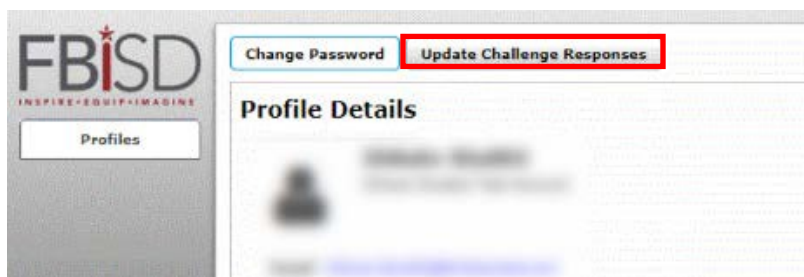 FBISD
INSPIRE•EQUIP•IMAGINE
Profiles
Change Password
Update Challenge Responses
Profile Details